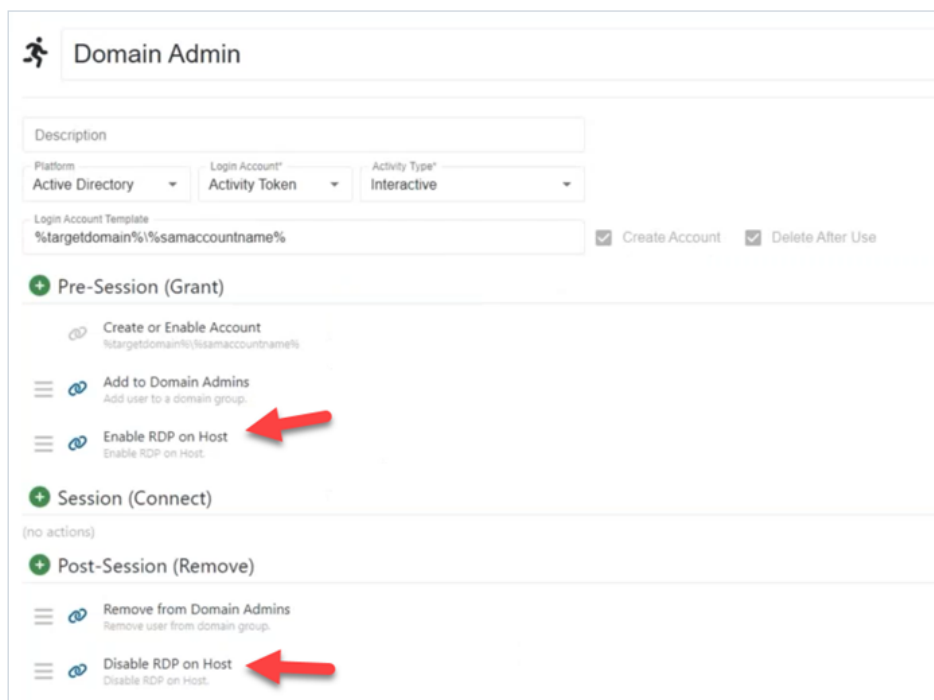 Domain Admin
Description
Platform
Login Account*
Activity Type*
Active Directory
Activity Token
Interactive
Login Account Template
%targetdomain%\%samaccountname%
Create Account
Delete After Use
Pre-Session (Grant)
Create or Enable Account
%targetdomain%\%samaccountname%
Add to Domain Admins
Add user to a domain group.
Enable RDP on Host
Enable RDP on Host.
Session (Connect)
(no actions)
Post-Session (Remove)
Remove from Domain Admins
Remove user from domain group.
Disable RDP on Host
Disable RDP on Host.